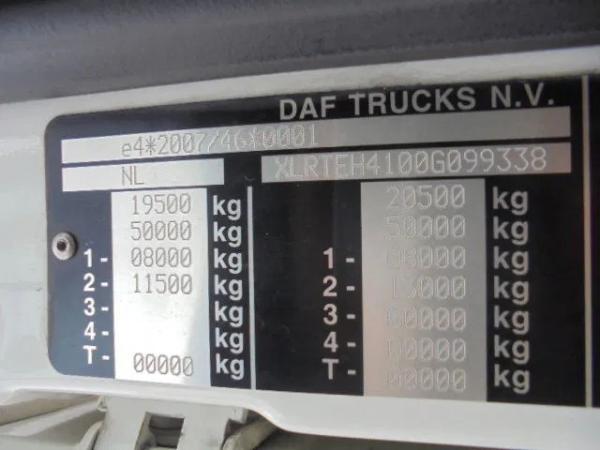 DAF TRUCKS N.V.
e4*2007/46*0001
NL XLRTEH4100G099338
19500 kg 20500 kg
50000 kg 50000 kg
1- 08000 kg 1- 08000 kg
2- 11500 kg 2- 13000 kg
3- kg 3- 00000 kg
4- kg 4- 00000 kg
T- 00000 kg T- 00000 kg